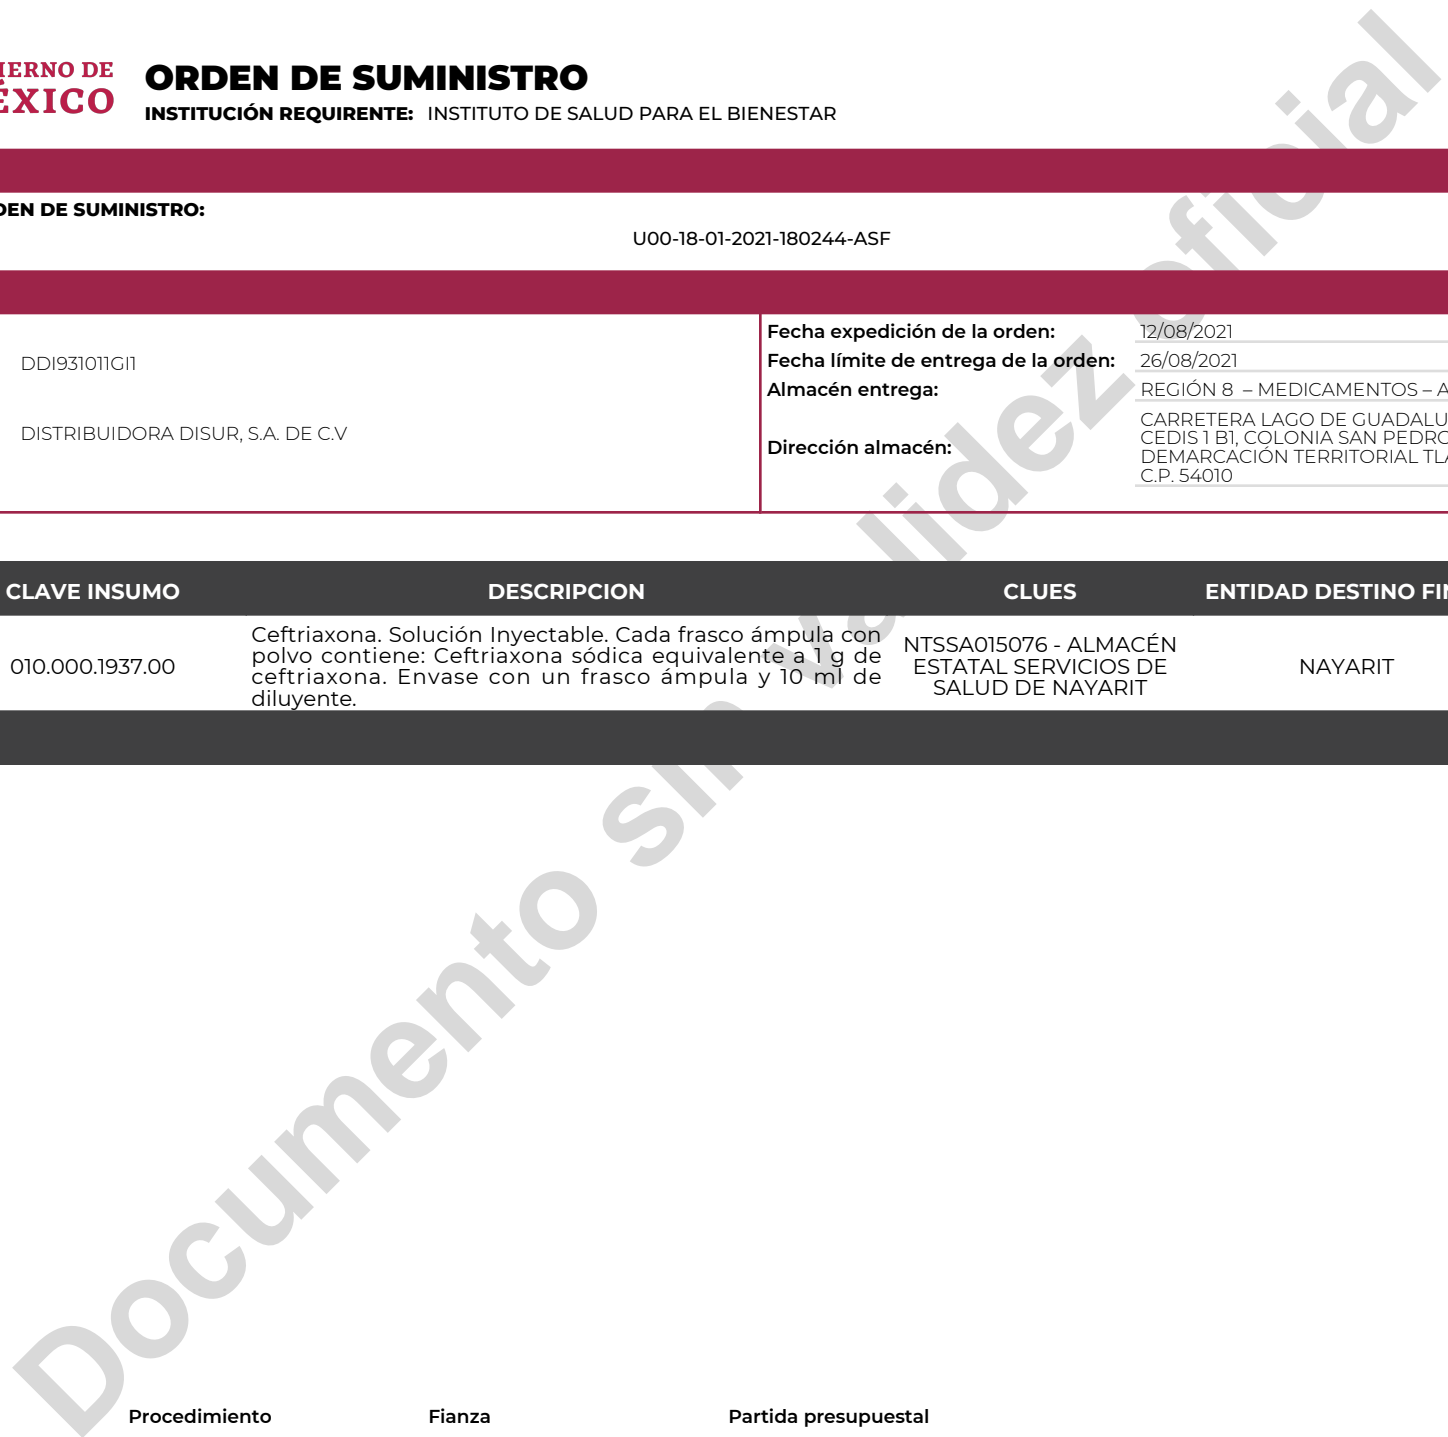 IERNO DE
ÉXICO
ORDEN DE SUMINISTRO
INSTITUCIÓN REQUIRENTE: INSTITUTO DE SALUD PARA EL BIENESTAR
DEN DE SUMINISTRO:
U00-18-01-2021-180244-ASF
DDI931011GI1
DISTRIBUIDORA DISUR, S.A. DE C.V
Fecha expedición de la orden: 12/08/2021
Fecha límite de entrega de la orden: 26/08/2021
Almacén entrega: REGIÓN 8 – MEDICAMENTOS – A
Dirección almacén:
CARRETERA LAGO DE GUADALU
CEDIS 1 B1, COLONIA SAN PEDRO
DEMARCACIÓN TERRITORIAL TLA
C.P. 54010
CLAVE INSUMO DESCRIPCION CLUES ENTIDAD DESTINO FIN
010.000.1937.00
Ceftriaxona. Solución Inyectable. Cada frasco ámpula con
polvo contiene: Ceftriaxona sódica equivalente a 1 g de
ceftriaxona. Envase con un frasco ámpula y 10 ml de
diluyente.
NTSSA015076 - ALMACÉN
ESTATAL SERVICIOS DE
SALUD DE NAYARIT
NAYARIT
Documento sin validez oficial
Procedimiento Fianza Partida presupuestal